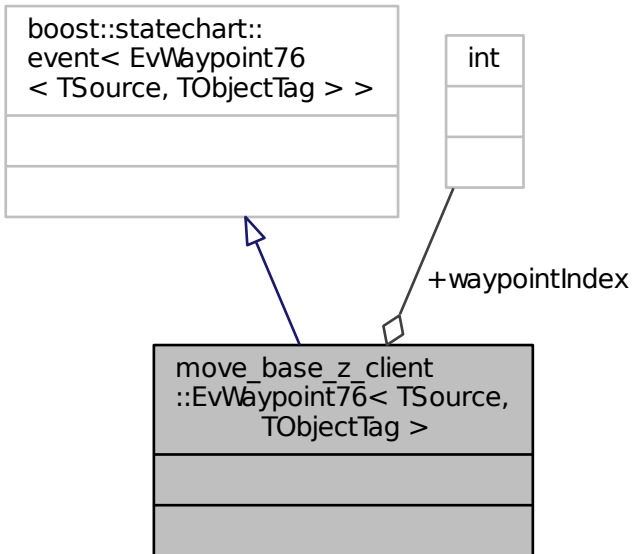 boost::statechart::
event< EvWaypoint76
< TSource, TObjectTag > >
int
+waypointIndex
move_base_z_client
::EvWaypoint76< TSource,
TObjectTag >